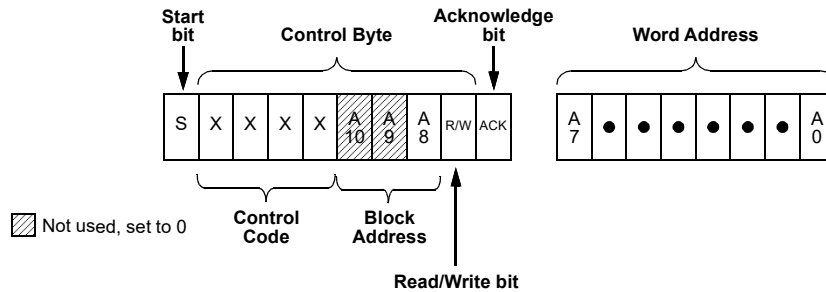 Start
bit
Control Byte
Acknowledge
bit
Word Address
S X X X X A
10 A
9 A
8 R/W ACK
A
7 ● ● ● ● ● ● A
0
Control
Code
Block
Address
Not used, set to 0
Read/Write bit